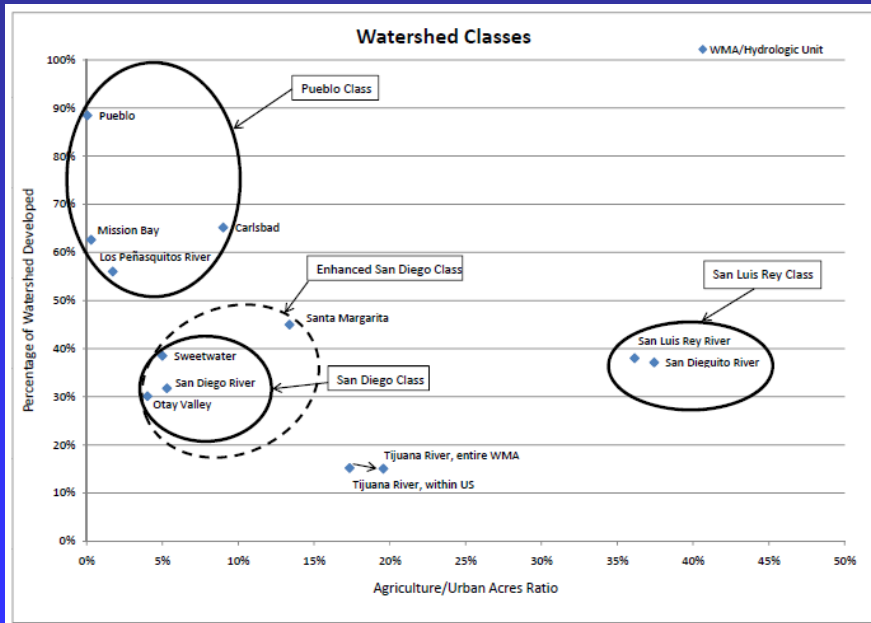 Watershed Classes
WMA/Hydrologic Unit
Percentage of Watershed Developed
100%
90%
80%
70%
60%
50%
40%
30%
20%
10%
0%
Pueblo Class
Pueblo
Mission Bay
Carlsbad
Los Peñasquitos River
Enhanced San Diego Class
San Luis Rey Class
Santa Margarita
San Luis Rey River
San Dieguito River
Sweetwater
San Diego River
San Diego Class
Otay Valley
Tijuana River, entire WMA
Tijuana River, within US
0%
5%
10%
15%
20%
25%
30%
35%
40%
45%
50%
Agriculture/Urban Acres Ratio